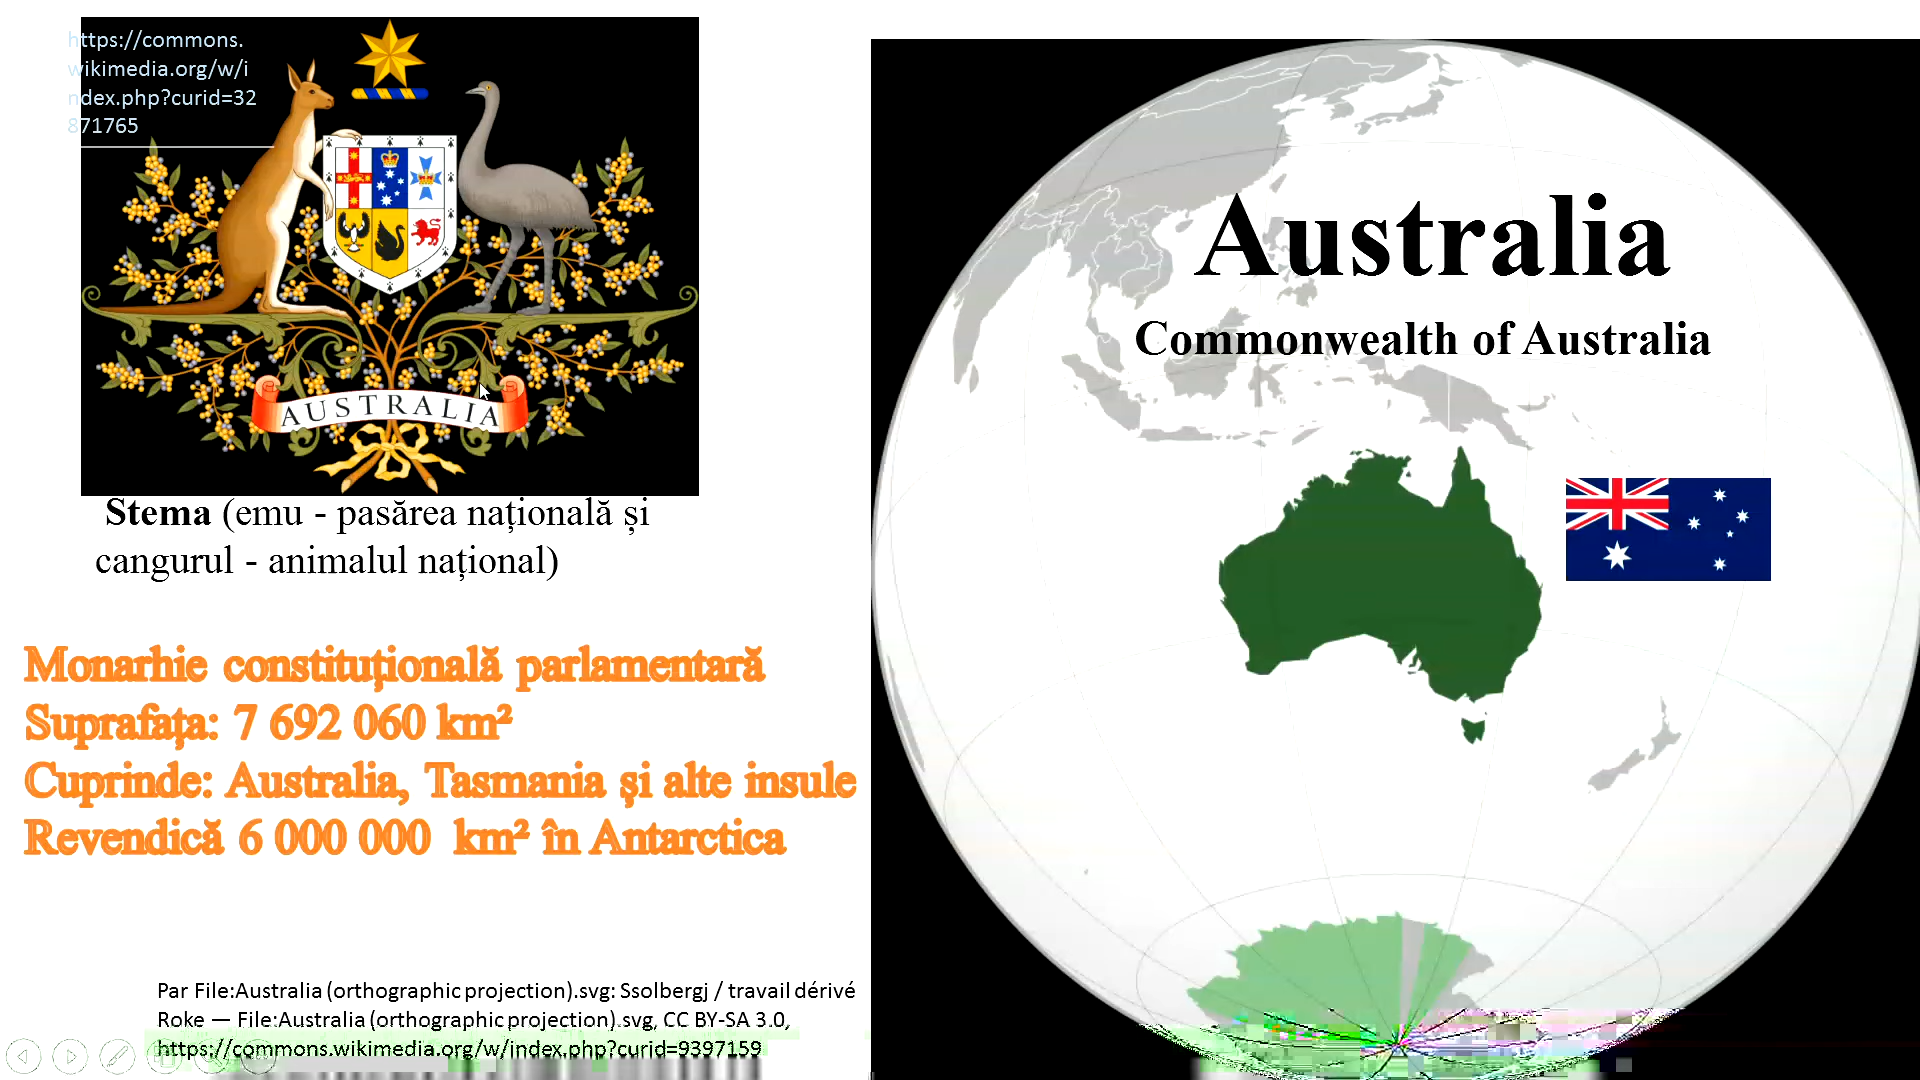 https://commons.
wikimedia.org/w/i
ndex.php?curid=32
871765
AUSTRALIA
Stema (emu - pasărea națională și
cangurul - animalul național)
Monarhie constituțională parlamentară
Suprafața: 7 692 060 km²
Cuprinde: Australia, Tasmania și alte insule
Revendică 6 000 000 km² în Antarctica
Par File:Australia (orthographic projection).svg: Ssolbergj / travail dérivé
Roke — File:Australia (orthographic projection).svg, CC BY-SA 3.0,
https://commons.wikimedia.org/w/index.php?curid=9397159
Australia
Commonwealth of Australia